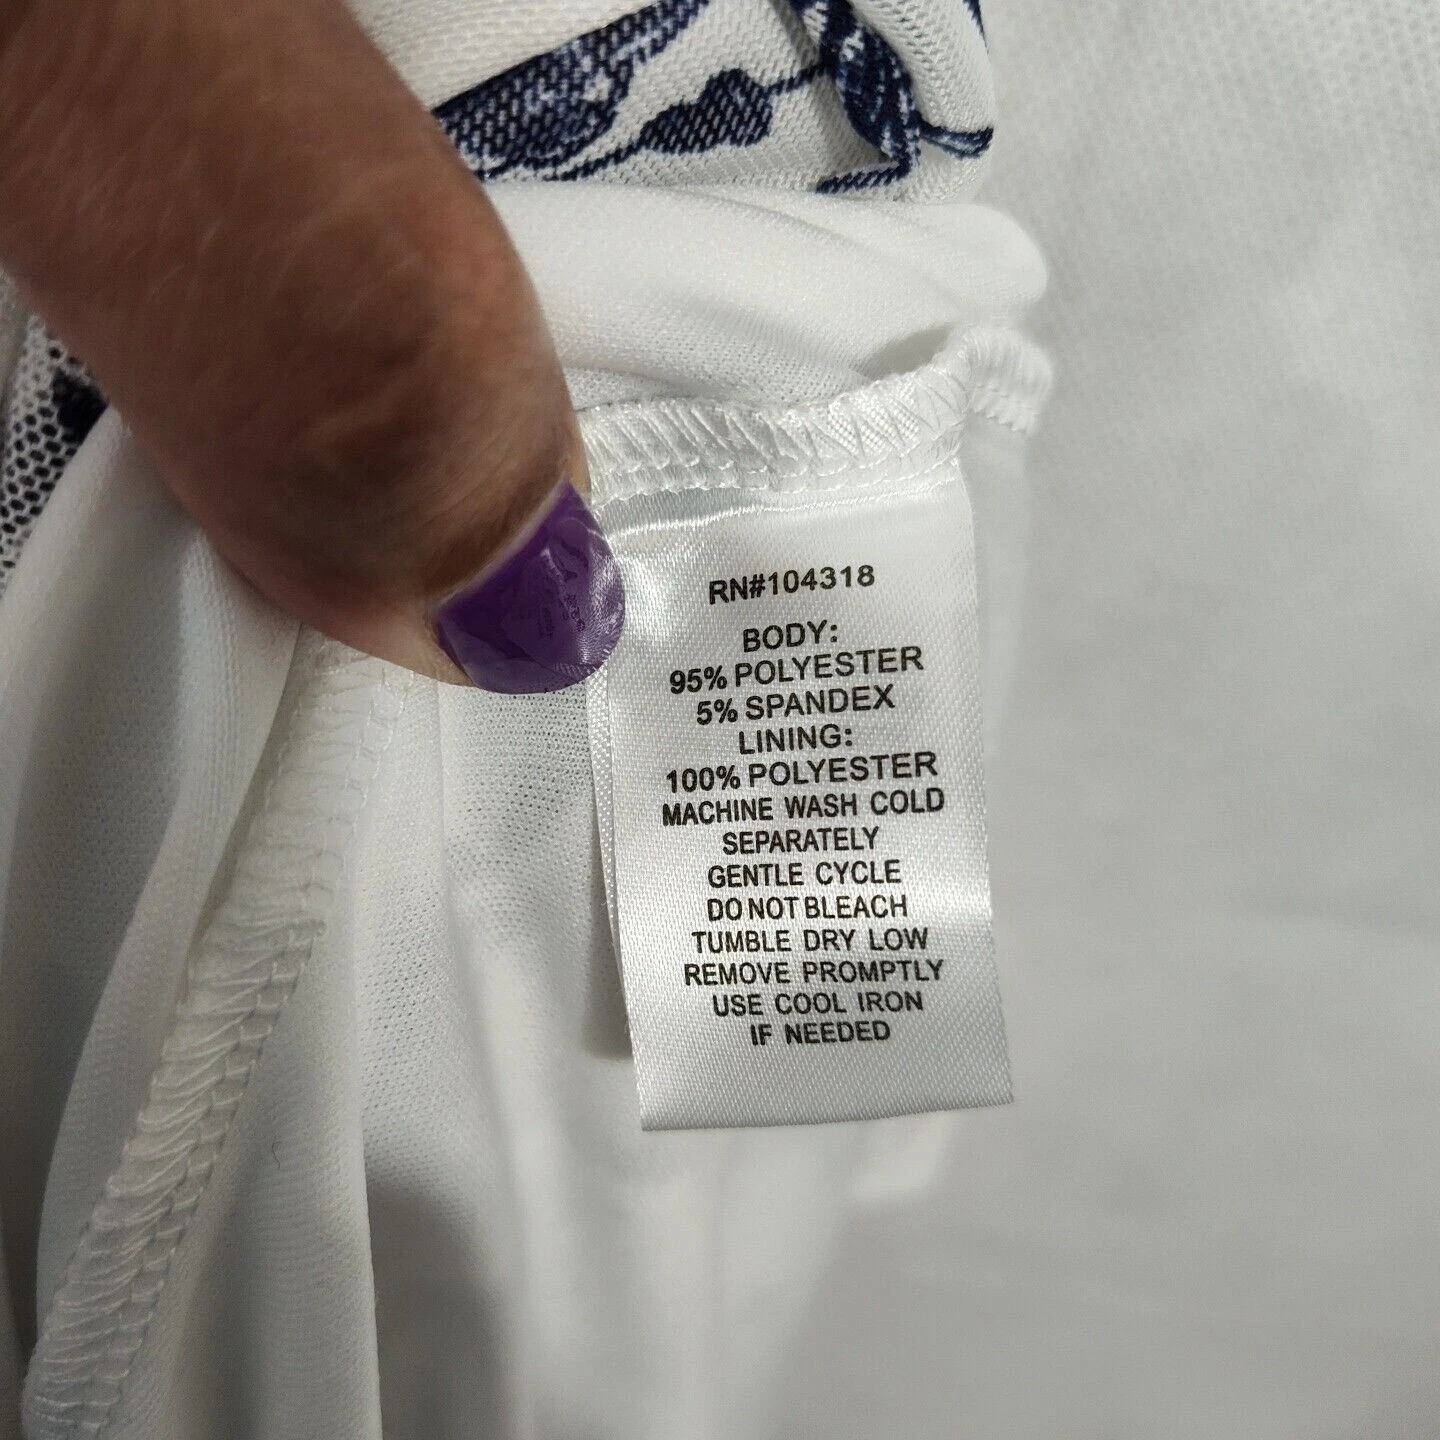 RN#104318
BODY:
95% POLYESTER
5% SPANDEX
LINING:
100% POLYESTER
MACHINE WASH COLD
SEPARATELY
GENTLE CYCLE
DO NOT BLEACH
TUMBLE DRY LOW
REMOVE PROMPTLY
USE COOL IRON
IF NEEDED